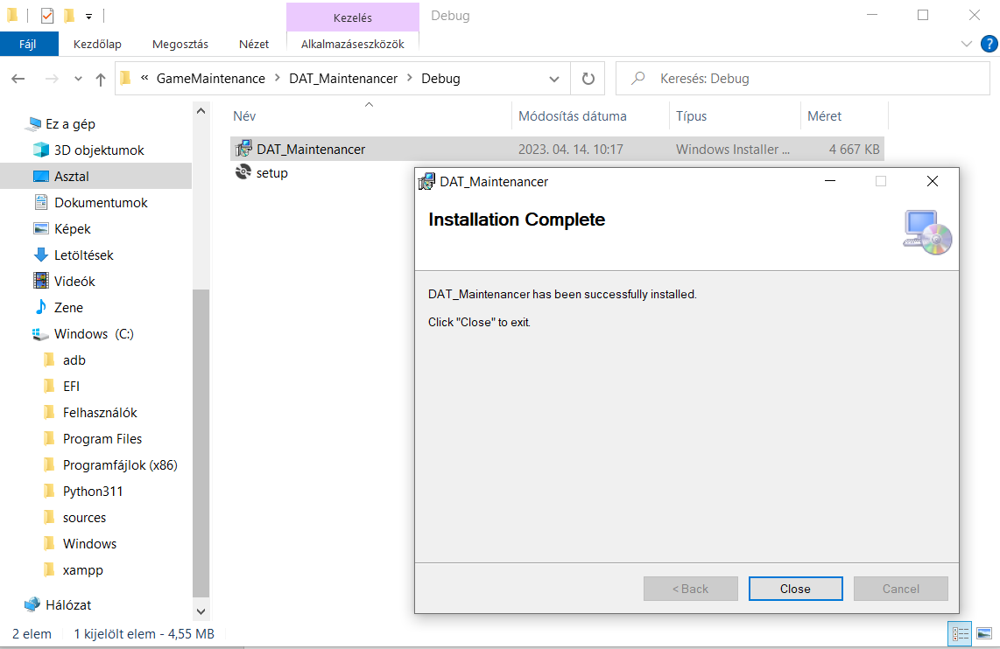 Kezelés
Debug
Fájl
Kezdőlap
Megosztás
Nézet
Alkalmazáseszközök
?
« GameMaintenance > DAT_Maintenancer > Debug
Keresés: Debug
Név
Módosítás dátuma
Típus
Méret
DAT_Maintenancer
2023. 04. 14. 10:17
Windows Installer ...
4 667 KB
setup
Ez a gép
3D objektumok
Asztal
Dokumentumok
Képek
Letöltések
Videók
Zene
Windows (C:)
adb
EFI
Felhasználók
Program Files
Programfájlok (x86)
Python311
sources
Windows
xampp
Hálózat
DAT_Maintenancer
Installation Complete
DAT_Maintenancer has been successfully installed.
Click "Close" to exit.
< Back
Close
Cancel
2 elem
1 kijelölt elem - 4,55 MB